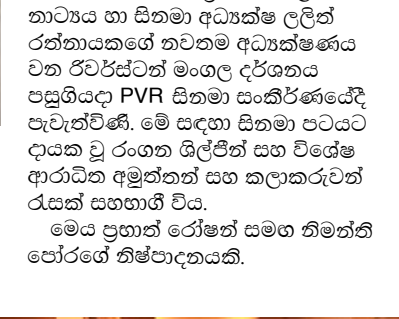 නාට්‍යය හා සිනමා අධ්‍යක්ෂ ලලිත්
රත්නායකගේ නවතම අධ්‍යක්ෂණය
වන රිවර්ස්ටන් මංගල දර්ශනය
පසුගියදා PVR සිනමා සංකීර්ණයේදී
පැවැත්විණි. මේ සඳහා සිනමා පටයට
දායක වූ රංගන ශිල්පීන් සහ විශේෂ
ආරාධිත අමුත්තන් සහ කලාකරුවන්
රැසක් සහභාගී විය.
මෙය ප්‍රභාත් රෝෂන් සමඟ නිමන්ති
පෝරගේ නිෂ්පාදනයකි.